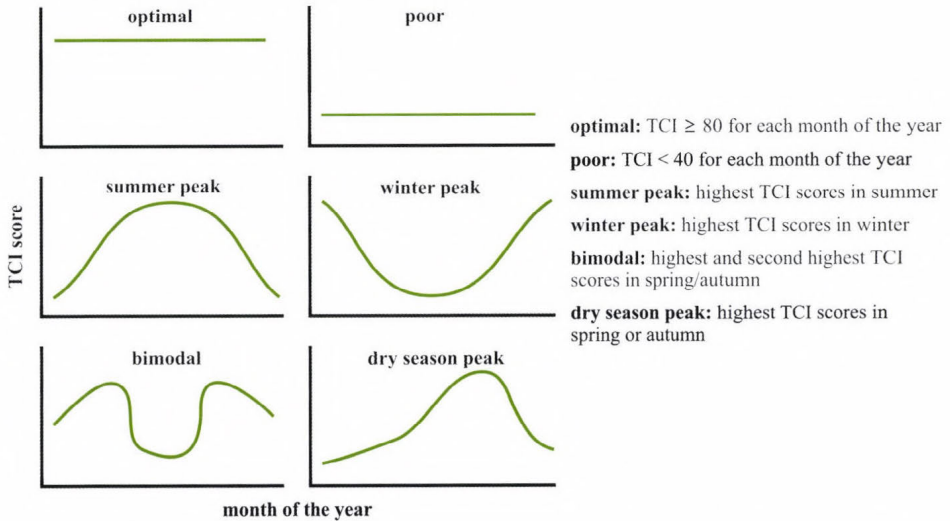 optimal
poor
optimal: TCI ≥ 80 for each month of the year
poor: TCI < 40 for each month of the year
summer peak: highest TCI scores in summer
winter peak: highest TCI scores in winter
bimodal: highest and second highest TCI
scores in spring/autumn
dry season peak: highest TCI scores in
spring or autumn
summer peak
winter peak
TCI score
bimodal
dry season peak
month of the year